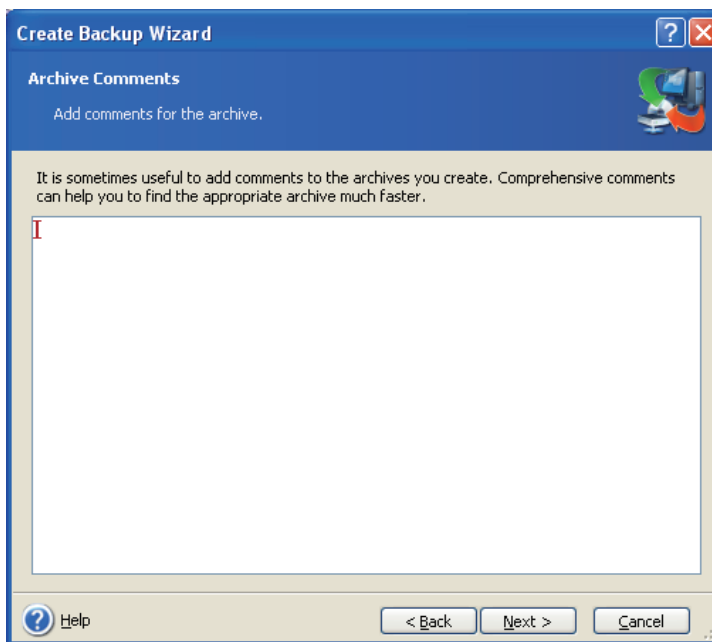 Create Backup Wizard
Archive Comments
Add comments for the archive.
It is sometimes useful to add comments to the archives you create. Comprehensive comments
can help you to find the appropriate archive much faster.
Help
< Back
Next >
Cancel